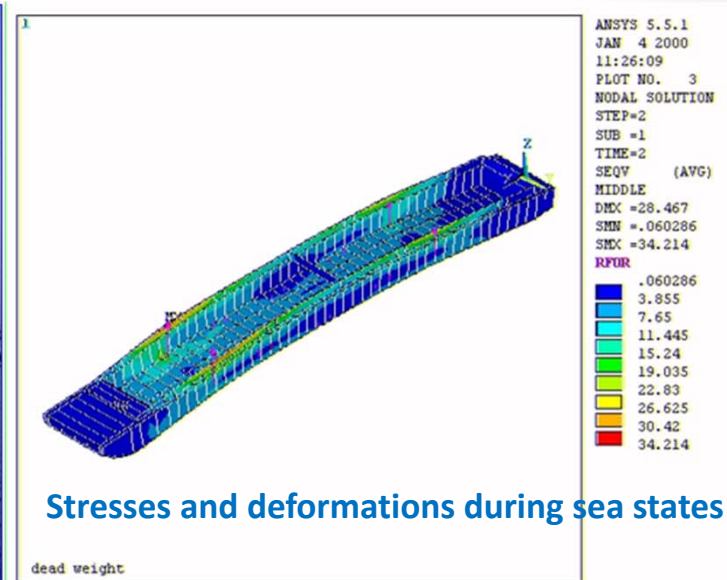 1
ANSYS 5.5.1
JAN 4 2000
11:26:09
PLOT NO. 3
NODAL SOLUTION
STEP=2
SUB =1
TIME=2
SEQV (AVG)
MIDDLE
DMX =28.467
SMN =.060286
SMX =34.214
RFOR
.060286
3.855
7.65
11.445
15.24
19.035
22.83
26.625
30.42
34.214
Z
Stresses and deformations during sea states
dead weight